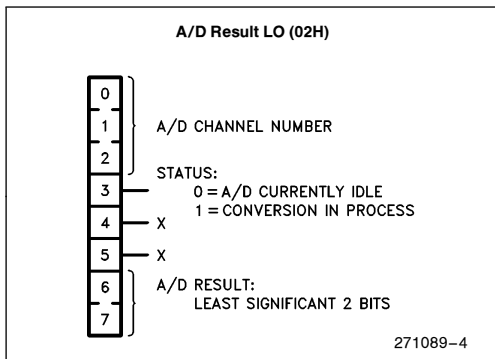 A/D Result LO (02H)
0
1 A/D CHANNEL NUMBER
2
STATUS:
3 0 = A/D CURRENTLY IDLE
1 = CONVERSION IN PROCESS
4 X
5 X
6 A/D RESULT:
LEAST SIGNIFICANT 2 BITS
7
271089–4